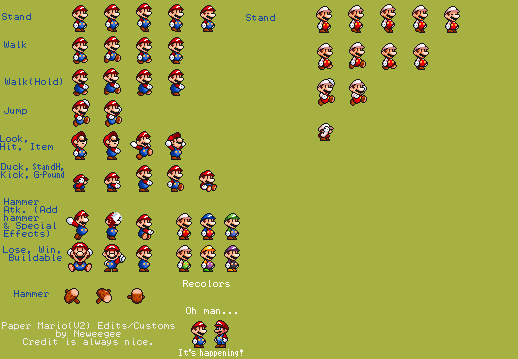 Stand
Stand
Walk
Walk(Hold)
Jump
Look,
Hit, Item
Duck, StandH,
Kick, G-Pound
Hammer
Atk. (Add
hammer
& Special
Effects)
Lose, Win,
Buildable
Recolors
Hammer
Oh man...
Paper Mario(V2) Edits/Customs
by Neweegee
Credit is always nice.
It's happening!